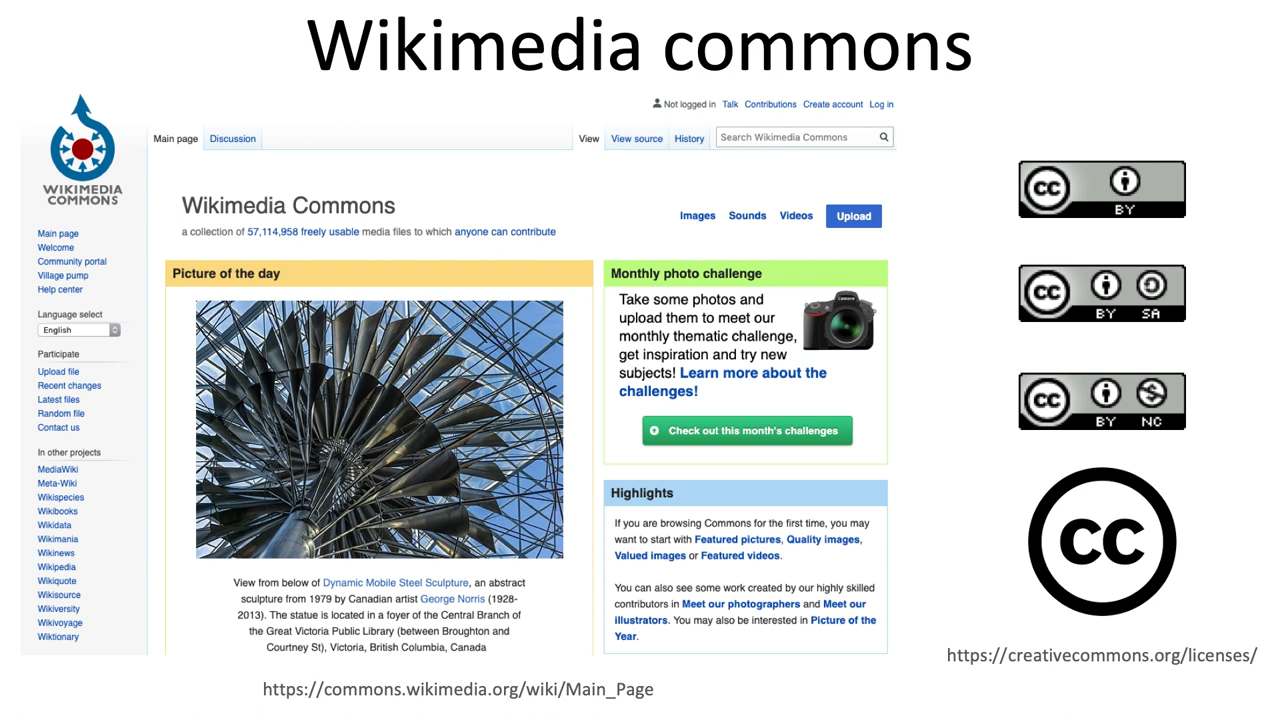 Wikimedia commons
Not logged in Talk Contributions Create account Log in
Main page Discussion View View source History Search Wikimedia Commons
WIKIMEDIA
COMMONS
Main page
Welcome
Community portal
Village pump
Help center
Language select
English
Participate
Upload file
Recent changes
Latest files
Random file
Contact us
In other projects
MediaWiki
Meta-Wiki
Wikispecies
Wikibooks
Wikidata
Wikimania
Wikinews
Wikipedia
Wikiquote
Wikisource
Wikiversity
Wikivoyage
Wiktionary
Wikimedia Commons
a collection of 57,114,958 freely usable media files to which anyone can contribute
Images Sounds Videos Upload
Picture of the day
View from below of Dynamic Mobile Steel Sculpture, an abstract
sculpture from 1979 by Canadian artist George Norris (1928-
2013). The statue is located in a foyer of the Central Branch of
the Great Victoria Public Library (between Broughton and
Courtney St), Victoria, British Columbia, Canada
Monthly photo challenge
Take some photos and
upload them to meet our
monthly thematic challenge,
get inspiration and try new
subjects! Learn more about the
challenges!
Commons
Check out this month's challenges
Highlights
If you are browsing Commons for the first time, you may
want to start with Featured pictures, Quality images,
Valued images or Featured videos.
You can also see some work created by our highly skilled
contributors in Meet our photographers and Meet our
illustrators. You may also be interested in Picture of the
Year.
https://commons.wikimedia.org/wiki/Main_Page
cc
BY
cc
BY SA
cc
BY NC
cc
https://creativecommons.org/licenses/